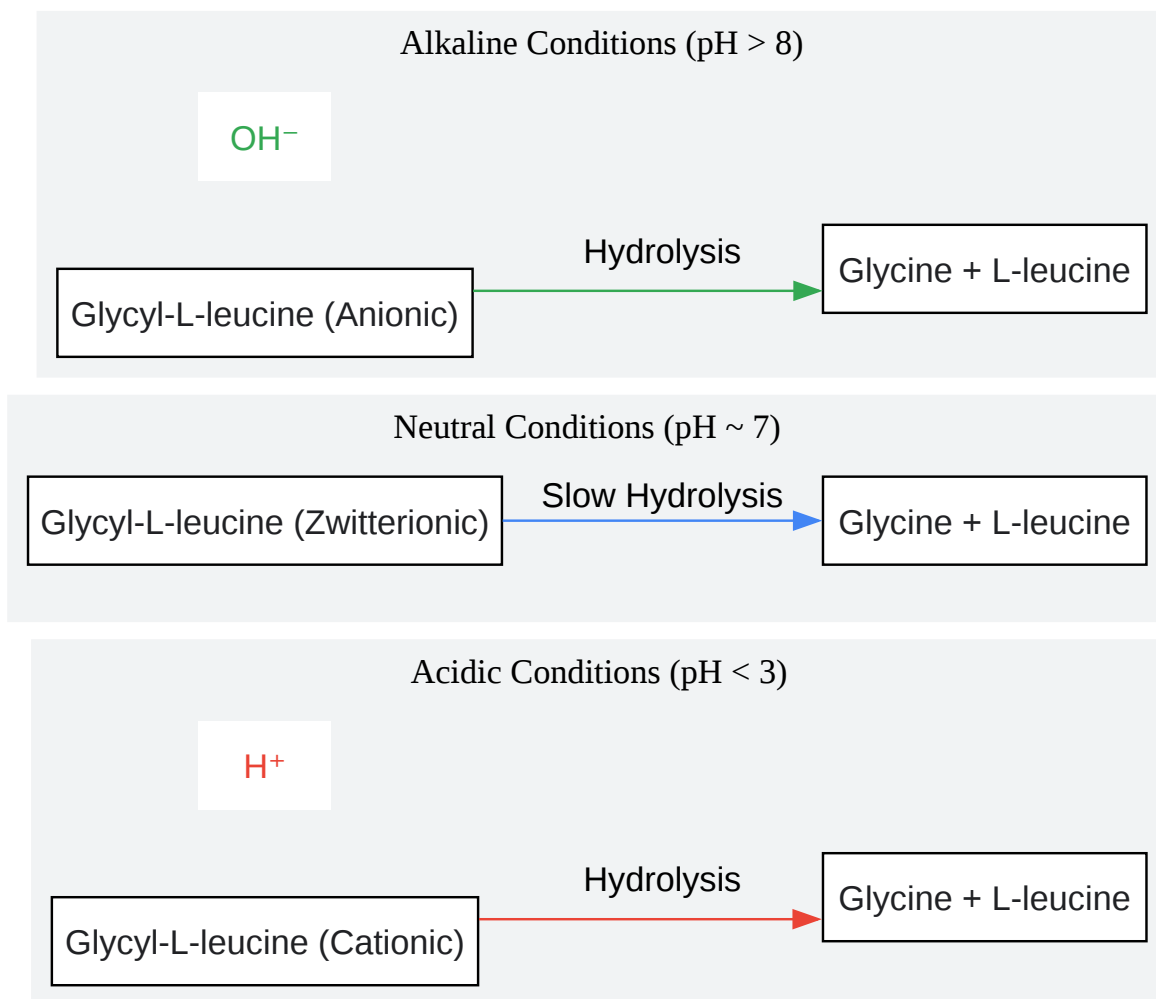 Alkaline Conditions (pH > 8)
OH⁻
Hydrolysis
Glycine + L-leucine
Glycyl-L-leucine (Anionic)
Neutral Conditions (pH ~ 7)
Slow Hydrolysis
Glycyl-L-leucine (Zwitterionic)
Glycine + L-leucine
Acidic Conditions (pH < 3)
H⁺
Hydrolysis
Glycine + L-leucine
Glycyl-L-leucine (Cationic)